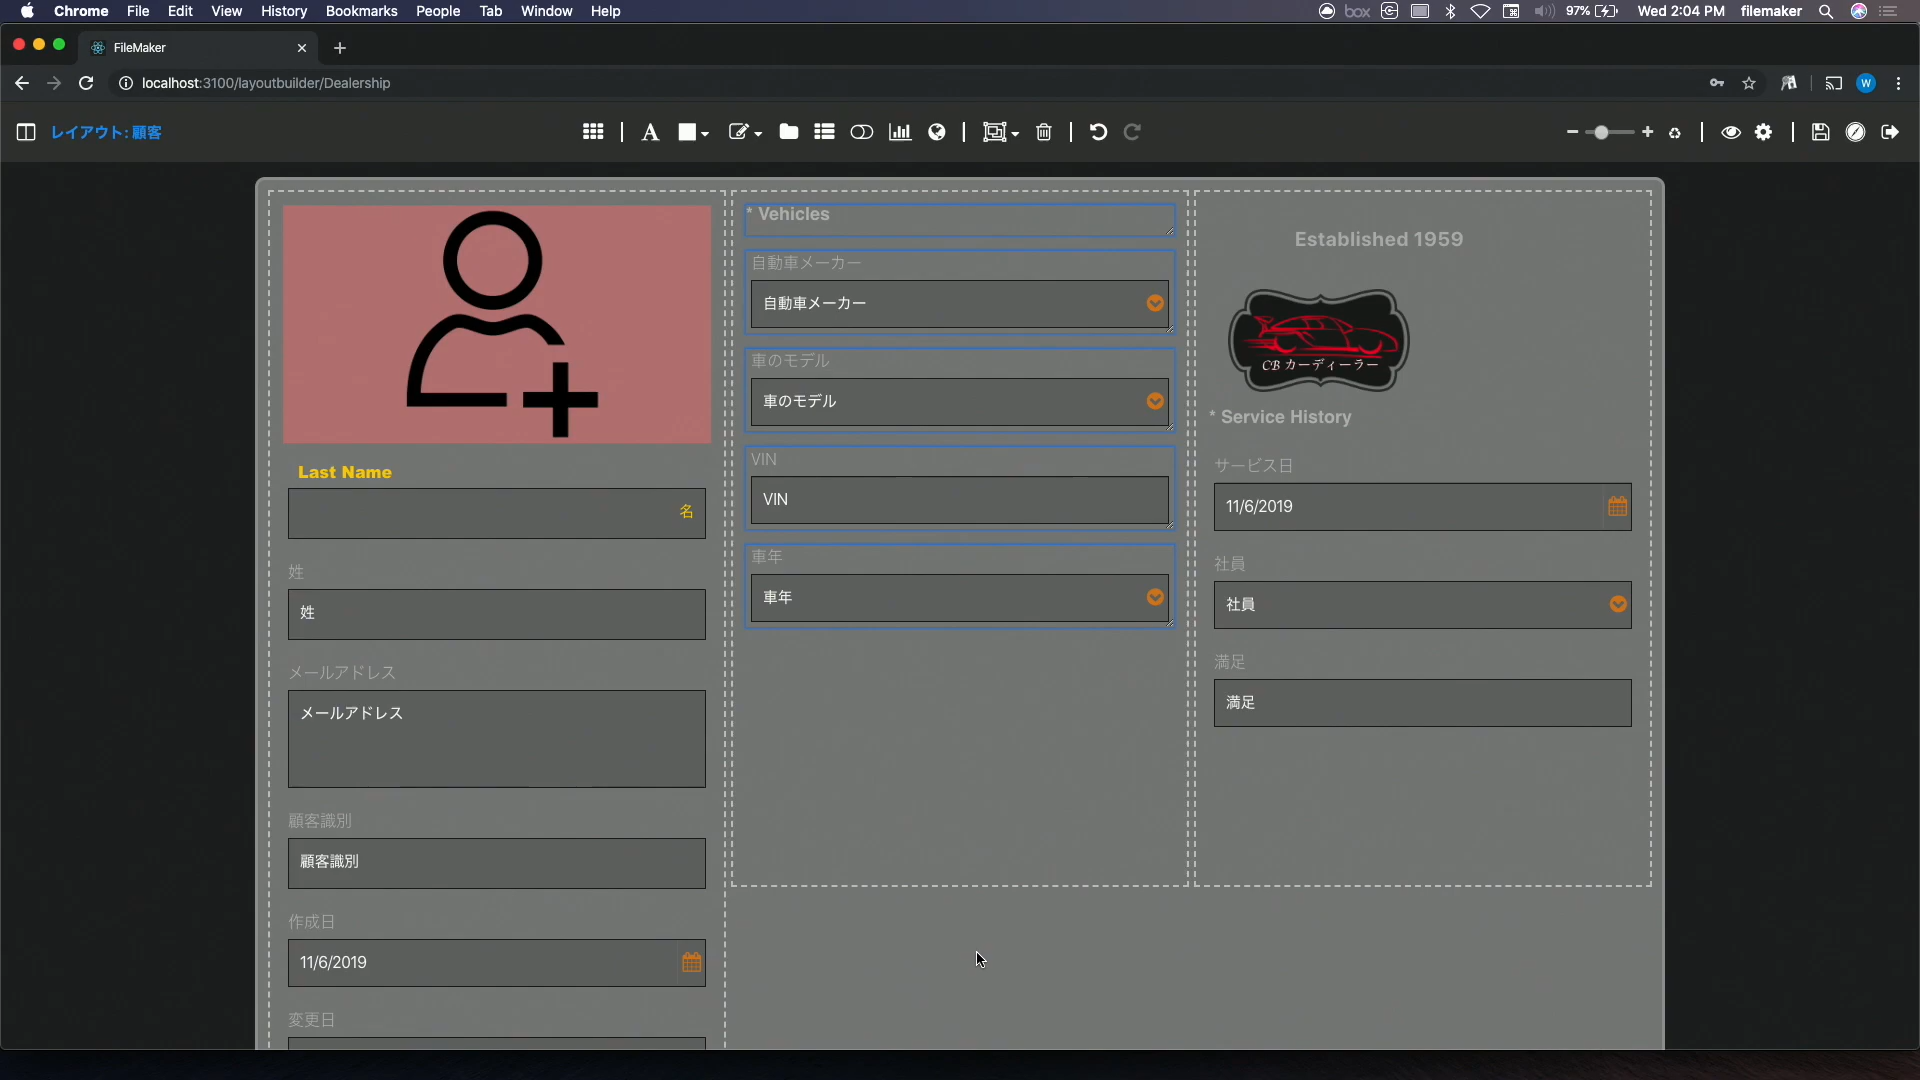 Chrome File Edit View History Bookmarks People Tab Window Help
box 97% Wed 2:04 PM filemaker
FileMaker
localhost:3100/layoutbuilder/Dealership
W
レイアウト: 顧客
A
Last Name
名
姓
姓
メールアドレス
メールアドレス
顧客識別
顧客識別
作成日
11/6/2019
変更日
* Vehicles
自動車メーカー
自動車メーカー
車のモデル
車のモデル
VIN
VIN
車年
車年
Established 1959
CB カーディーラー
* Service History
サービス日
11/6/2019
社員
社員
満足
満足